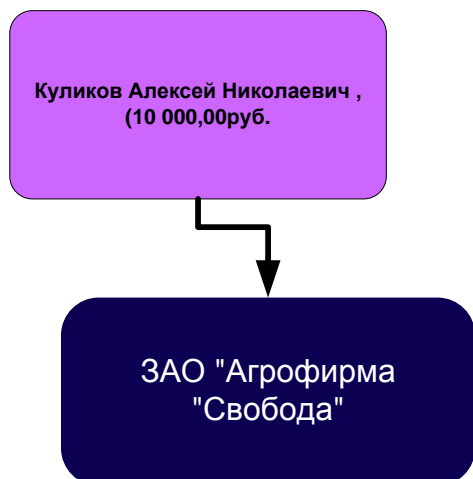 Куликов Алексей Николаевич ,
(10 000,00руб.
ЗАО "Агрофирма
"Свобода"